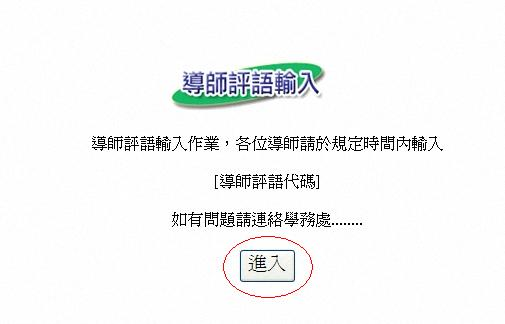 導師評語輸入
導師評語輸入作業，各位導師請於規定時間內輸入
[導師評語代碼]
如有問題請連絡學務處........
進入